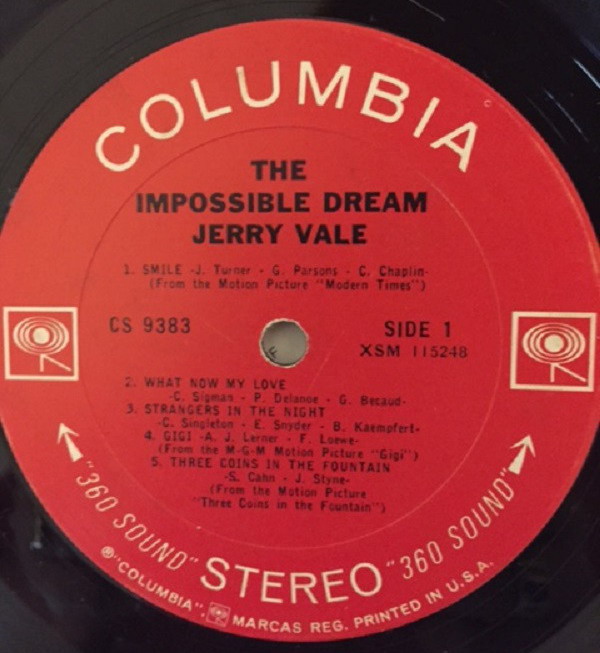 COLUMBIA
THE
IMPOSSIBLE DREAM
JERRY VALE
1. SMILE -J. Turner - G. Parsons - C. Chaplin-
(From the Motion Picture "Modern Times")
CS 9383
SIDE 1
XSM 115248
2. WHAT NOW MY LOVE
-C. Sigman - P. Delanoe - G. Becaud-
3. STRANGERS IN THE NIGHT
-C. Singleton - E. Snyder - B. Kaempfert-
4. GIGI -A. J. Lerner - F. Loewe-
(From the M-G-M Motion Picture "Gigi")
5. THREE COINS IN THE FOUNTAIN
-S. Cahn - J. Styne-
(From the Motion Picture
"Three Coins in the Fountain")
"360 SOUND" STEREO "360 SOUND"
®"COLUMBIA", MARCAS REG. PRINTED IN U.S.A.